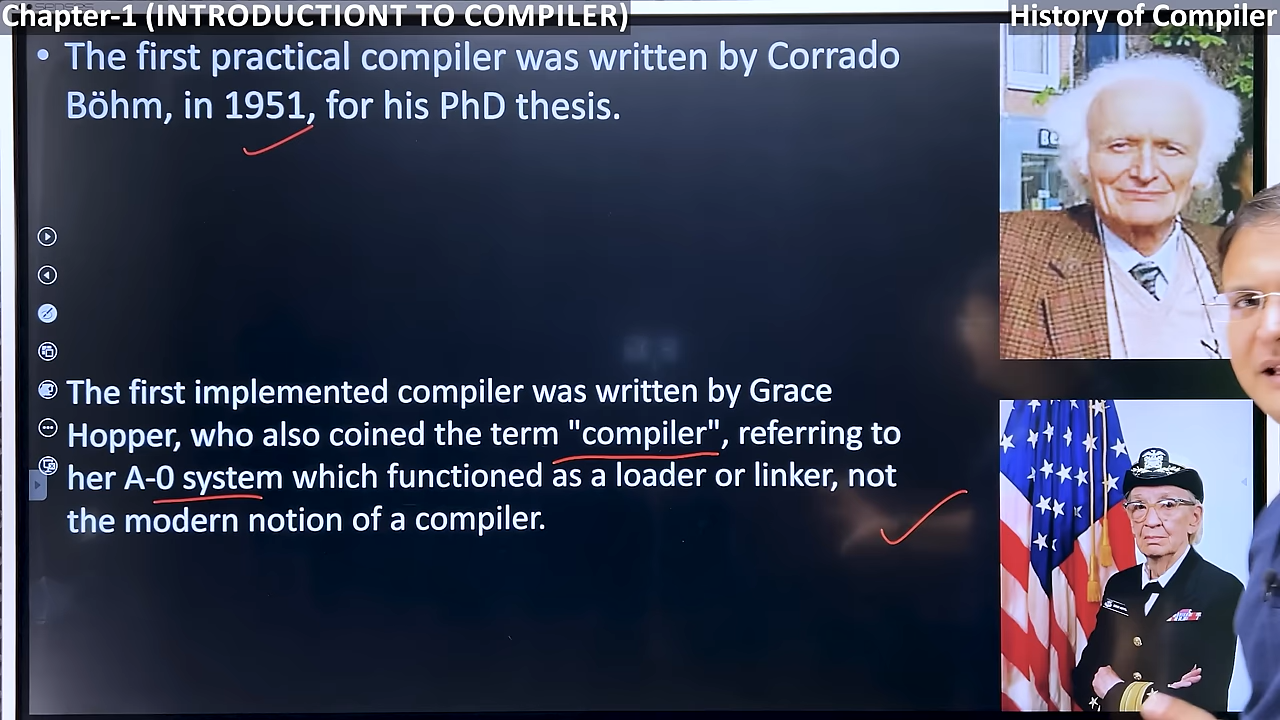 Chapter-1 (INTRODUCTIONT TO COMPILER)
History of Compiler
• The first practical compiler was written by Corrado
Böhm, in 1951, for his PhD thesis.
The first implemented compiler was written by Grace
Hopper, who also coined the term "compiler", referring to
her A-0 system which functioned as a loader or linker, not
the modern notion of a compiler.